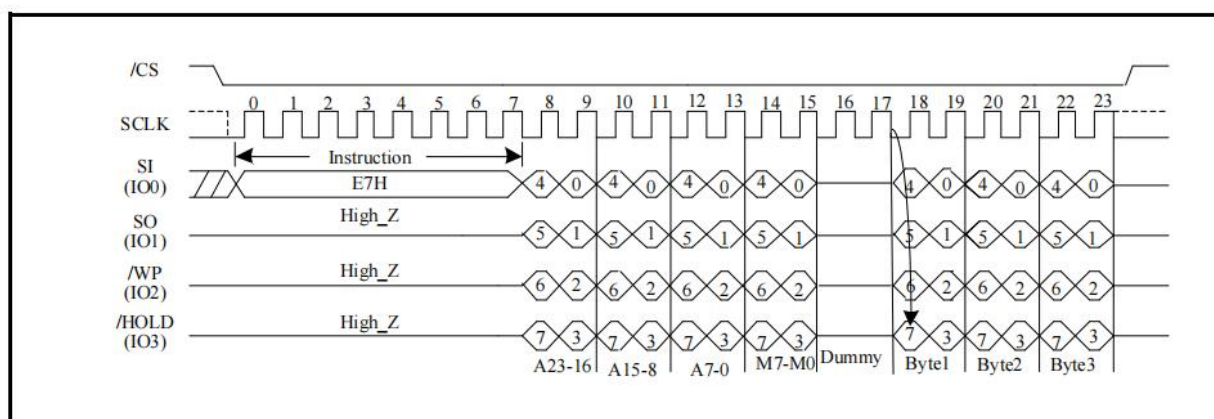 /CS
0 1 2 3 4 5 6 7 8 9 10 11 12 13 14 15 16 17 18 19 20 21 22 23
SCLK
Instruction
SI
(IO0)
E7H
4 0 4 0 4 0 4 0 4 0 4 0 4 0
High_Z
SO
(IO1)
5 1 5 1 5 1 5 1 5 1 5 1 5 1
High_Z
/WP
(IO2)
6 2 6 2 6 2 6 2 6 2 6 2 6 2
High_Z
/HOLD
(IO3)
7 3 7 3 7 3 7 3 7 3 7 3 7 3
A23-16 A15-8 A7-0 M7-M0 Dummy Byte1 Byte2 Byte3